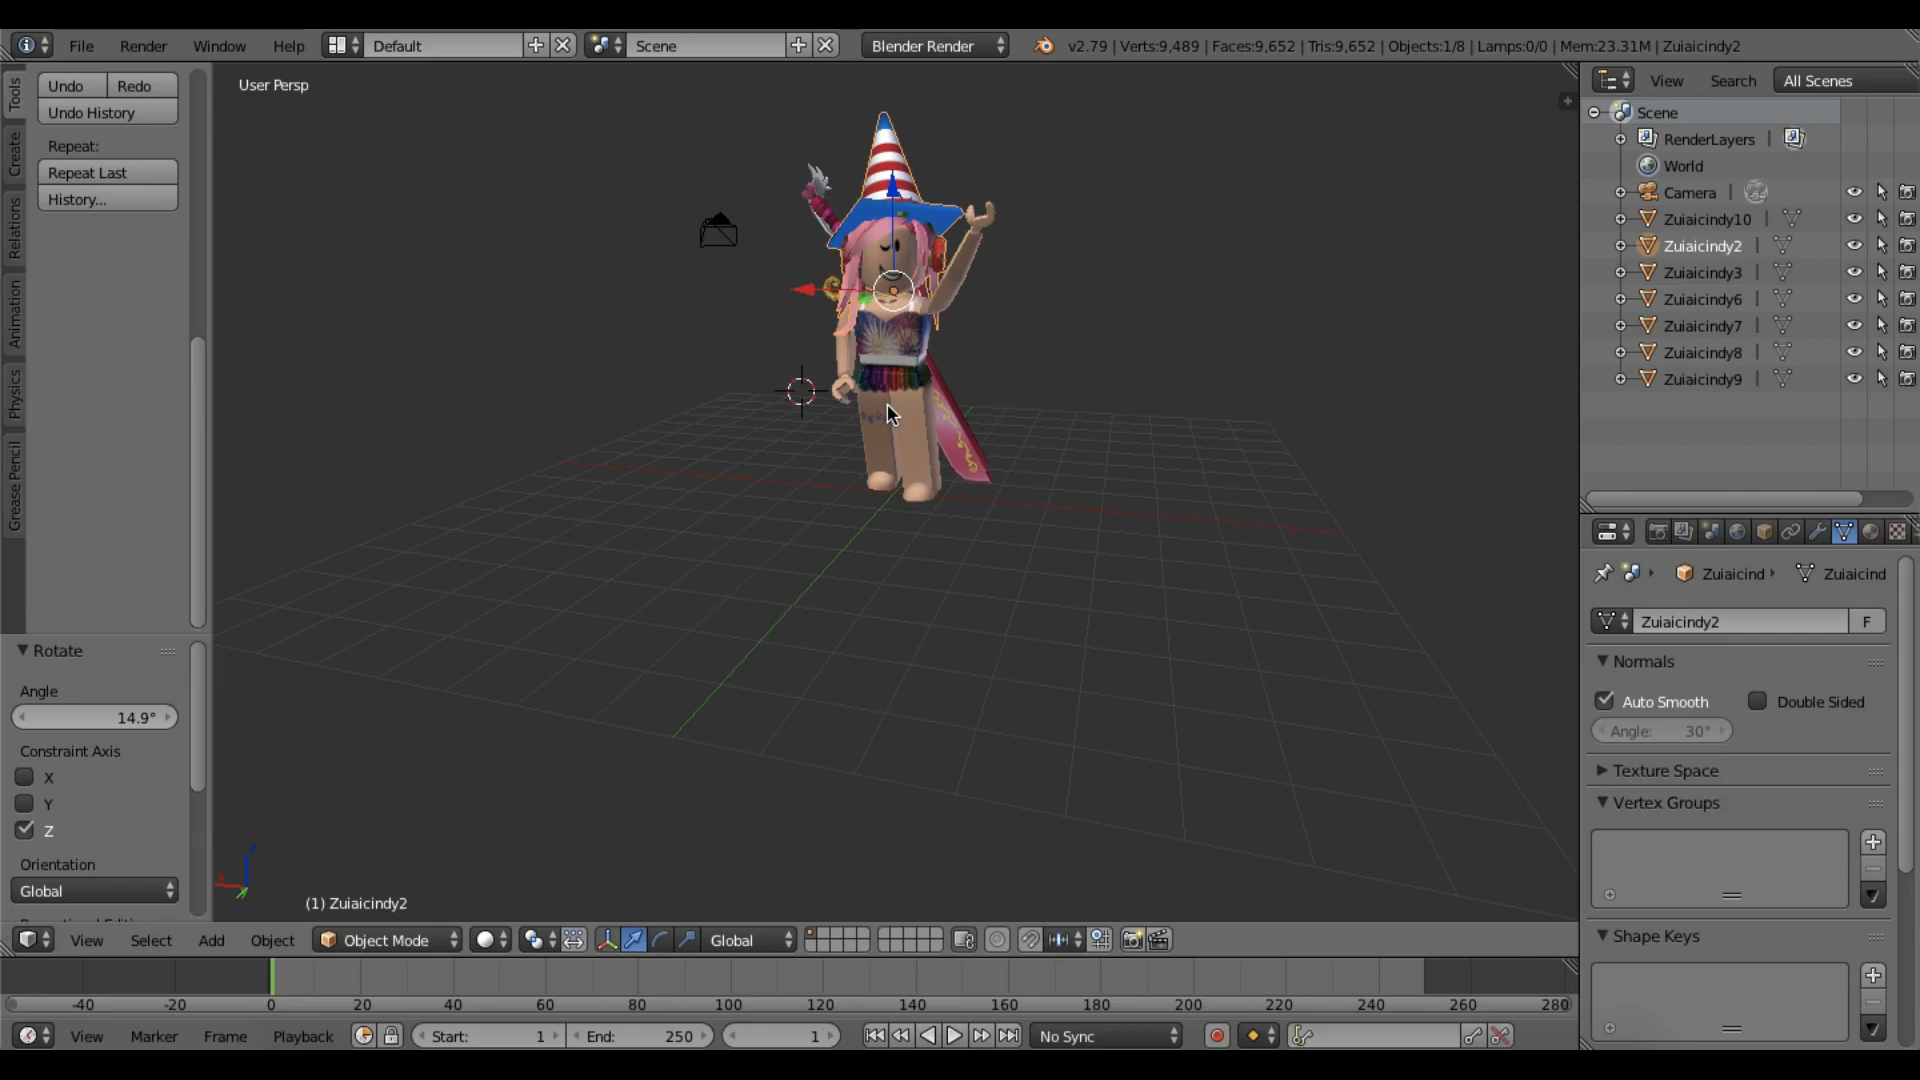 File Render Window Help Default Scene Blender Render v2.79 | Verts:9,489 | Faces:9,652 | Tris:9,652 | Objects:1/8 | Lamps:0/0 | Mem:23.31M | Zuiaicindy2
Tools
Create
Relations
Animation
Physics
Grease Pencil
Undo Redo
Undo History
Repeat:
Repeat Last
History...
Rotate
Angle
14.9°
Constraint Axis
X
Y
Z
Orientation
Global
User Persp
(1) Zuiaicindy2
View Search All Scenes
Scene
RenderLayers |
World
Camera |
Zuiaicindy10 |
Zuiaicindy2 |
Zuiaicindy3 |
Zuiaicindy6 |
Zuiaicindy7 |
Zuiaicindy8 |
Zuiaicindy9 |
Zuiaicind Zuiaicind
Zuiaicindy2 F
Normals
Auto Smooth Double Sided
Angle: 30°
Texture Space
Vertex Groups
Shape Keys
View Select Add Object Object Mode Global
-40 -20 0 20 40 60 80 100 120 140 160 180 200 220 240 260 280
View Marker Frame Playback Start: 1 End: 250 1 No Sync